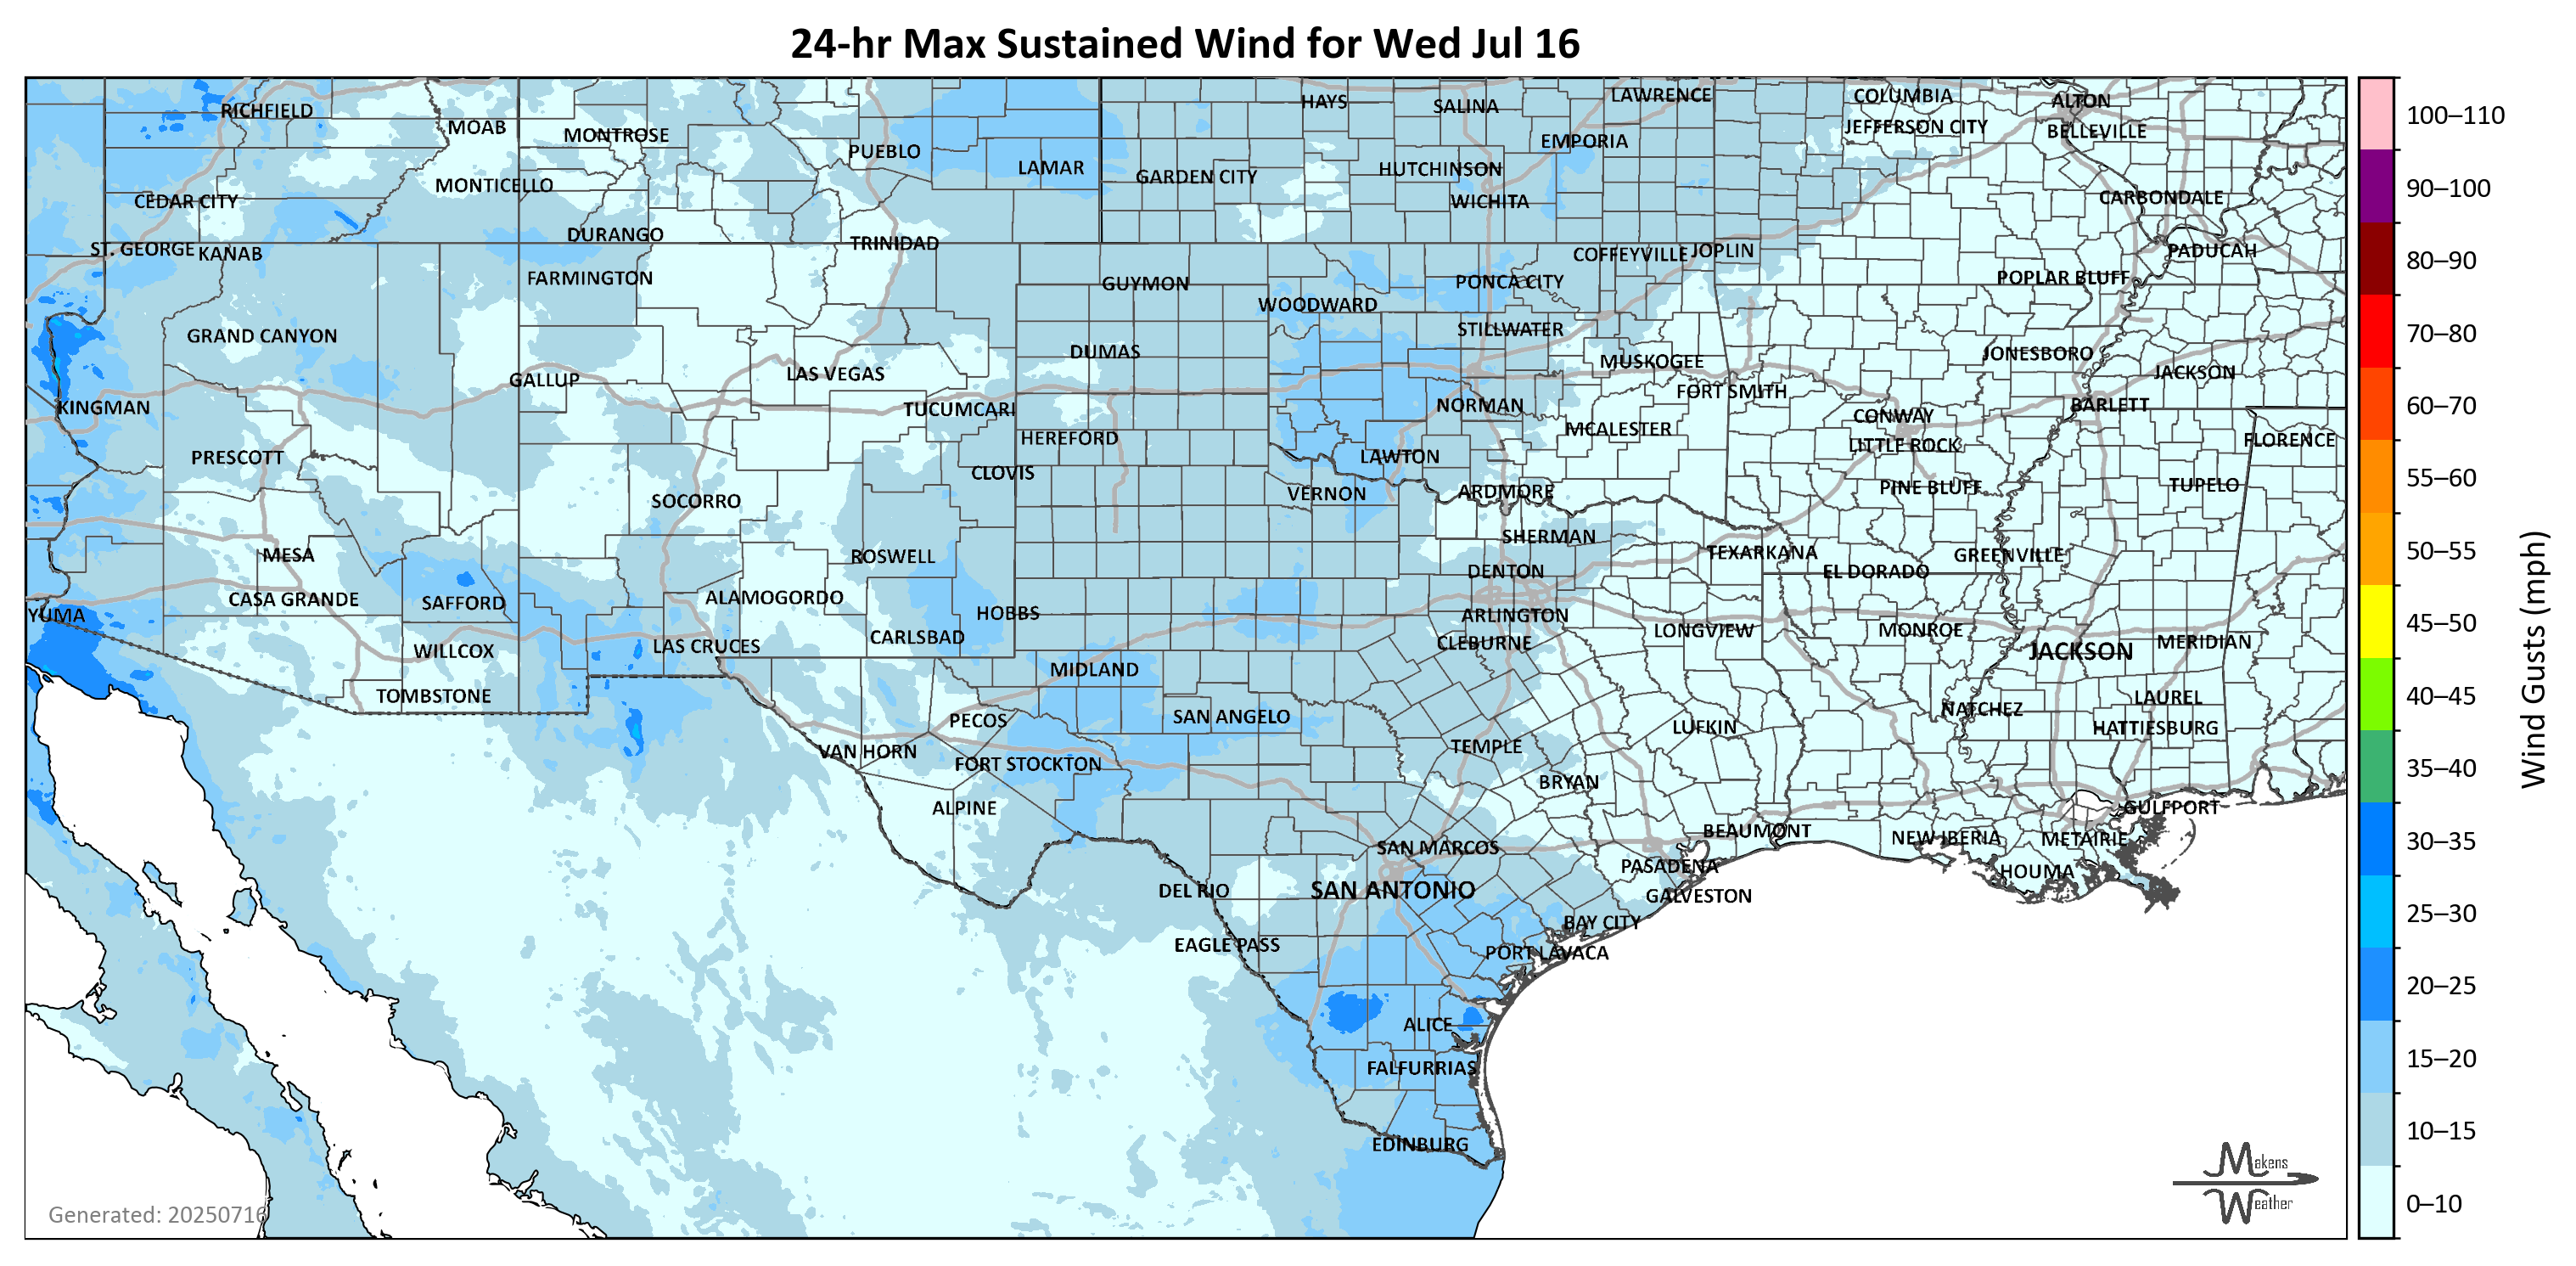 24-hr Max Sustained Wind for Wed Jul 16
RICHFIELD
MOAB
MONTROSE
PUEBLO
LAMAR
HAYS
SALINA
LAWRENCE
COLUMBIA
ALTON
EMPORIA
JEFFERSON CITY
BELLEVILLE
MONTICELLO
GARDEN CITY
HUTCHINSON
WICHITA
CEDAR CITY
CARBONDALE
DURANGO
TRINIDAD
ST. GEORGE
KANAB
COFFEYVILLE
JOPLIN
PADUCAH
FARMINGTON
GUYMON
PONCA CITY
POPLAR BLUFF
WOODWARD
GRAND CANYON
STILLWATER
DUMAS
MUSKOGEE
JONESBORO
GALLUP
LAS VEGAS
JACKSON
FORT SMITH
KINGMAN
TUCUMCARI
NORMAN
CONWAY
BARLETT
HEREFORD
MCALESTER
LITTLE ROCK
FLORENCE
PRESCOTT
CLOVIS
LAWTON
SOCORRO
VERNON
ARDMORE
PINE BLUFF
TUPELO
MESA
ROSWELL
SHERMAN
TEXARKANA
GREENVILLE
DENTON
EL DORADO
CASA GRANDE
SAFFORD
ALAMOGORDO
HOBBS
ARLINGTON
YUMA
LAS CRUCES
CARLSBAD
CLEBURNE
LONGVIEW
MONROE
JACKSON
MERIDIAN
WILLCOX
MIDLAND
TOMBSTONE
PECOS
SAN ANGELO
LUFKIN
NATCHEZ
LAUREL
HATTIESBURG
VAN HORN
FORT STOCKTON
TEMPLE
BRYAN
ALPINE
GULFPORT
SAN MARCOS
BEAUMONT
NEW IBERIA
METAIRIE
PASADENA
HOUMA
DEL RIO
SAN ANTONIO
GALVESTON
BAY CITY
EAGLE PASS
PORT LAVACA
ALICE
FALFURRIAS
EDINBURG
Generated: 20250716
Makens
Weather
100–110
90–100
80–90
70–80
60–70
55–60
50–55
45–50
40–45
35–40
30–35
25–30
20–25
15–20
10–15
0–10
Wind Gusts (mph)